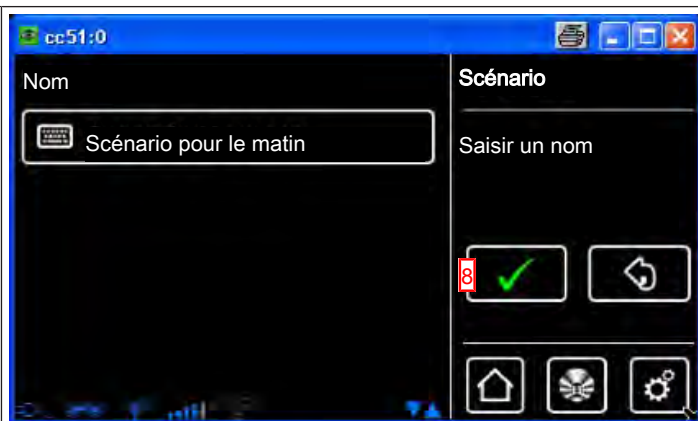 cc51:0
Nom
Scénario pour le matin
Scénario
Saisir un nom
8